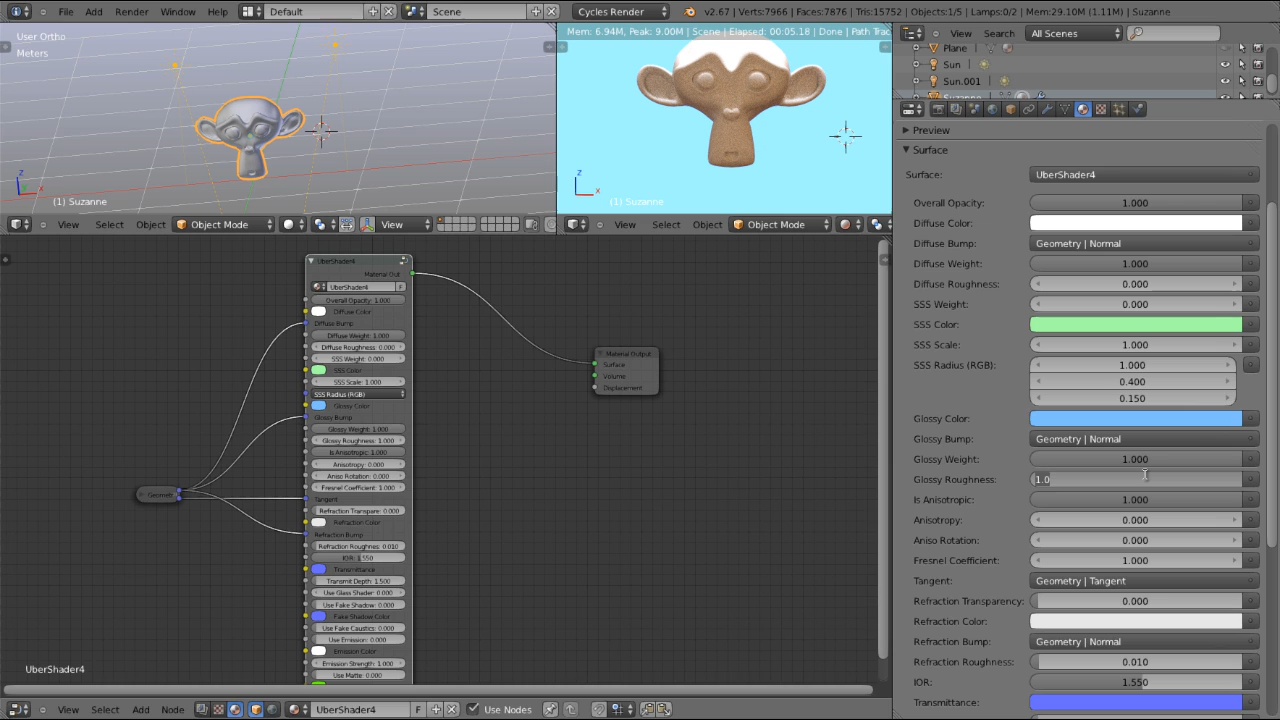 File Add Render Window Help Default Scene Cycles Render v2.67 | Verts:7966 | Faces:7876 | Tris:15752 | Objects:1/5 | Lamps:0/2 | Mem:29.10M (1.11M) | Suzanne
User Ortho
Meters
(1) Suzanne
View Select Object Object Mode View
Mem: 6.94M, Peak: 9.00M | Scene | Elapsed: 00:05.18 | Done | Path Trac
(1) Suzanne
View Select Object Object Mode
View Search All Scenes
Plane
Sun
Sun.001
Preview
Surface
Surface: UberShader4
Overall Opacity: 1.000
Diffuse Color:
Diffuse Bump: Geometry | Normal
Diffuse Weight: 1.000
Diffuse Roughness: 0.000
SSS Weight: 0.000
SSS Color:
SSS Scale: 1.000
SSS Radius (RGB): 1.000
0.400
0.150
Glossy Color:
Glossy Bump: Geometry | Normal
Glossy Weight: 1.000
Glossy Roughness: 1.0
Is Anisotropic: 1.000
Anisotropy: 0.000
Aniso Rotation: 0.000
Fresnel Coefficient: 1.000
Tangent: Geometry | Tangent
Refraction Transparency: 0.000
Refraction Color:
Refraction Bump: Geometry | Normal
Refraction Roughness: 0.010
IOR: 1.550
Transmittance:
UberShader4
Material Out
UberShader4 F
Overall Opacity: 1.000
Diffuse Color:
Diffuse Bump
Diffuse Weight: 1.000
Diffuse Roughness: 0.000
SSS Weight: 0.000
SSS Color
SSS Scale: 1.000
SSS Radius (RGB)
Glossy Color
Glossy Bump
Glossy Weight: 1.000
Glossy Roughness: 1.000
Is Anisotropic: 1.000
Anisotropy: 0.000
Aniso Rotation: 0.000
Fresnel Coefficient: 1.000
Tangent
Refraction Transpare: 0.000
Refraction Color
Refraction Bump
Refraction Roughnes: 0.010
IOR: 1.550
Transmittance
Transmit Depth: 1.500
Use Glass Shader: 0.000
Use Fake Shadow: 0.000
Fake Shadow Color
Use Fake Caustics: 0.000
Use Emission: 0.000
Emission Color
Emission Strength: 1.000
Use Matte: 0.000
Geometr
Material Output
Surface
Volume
Displacement
UberShader4
View Select Add Node UberShader4 F Use Nodes